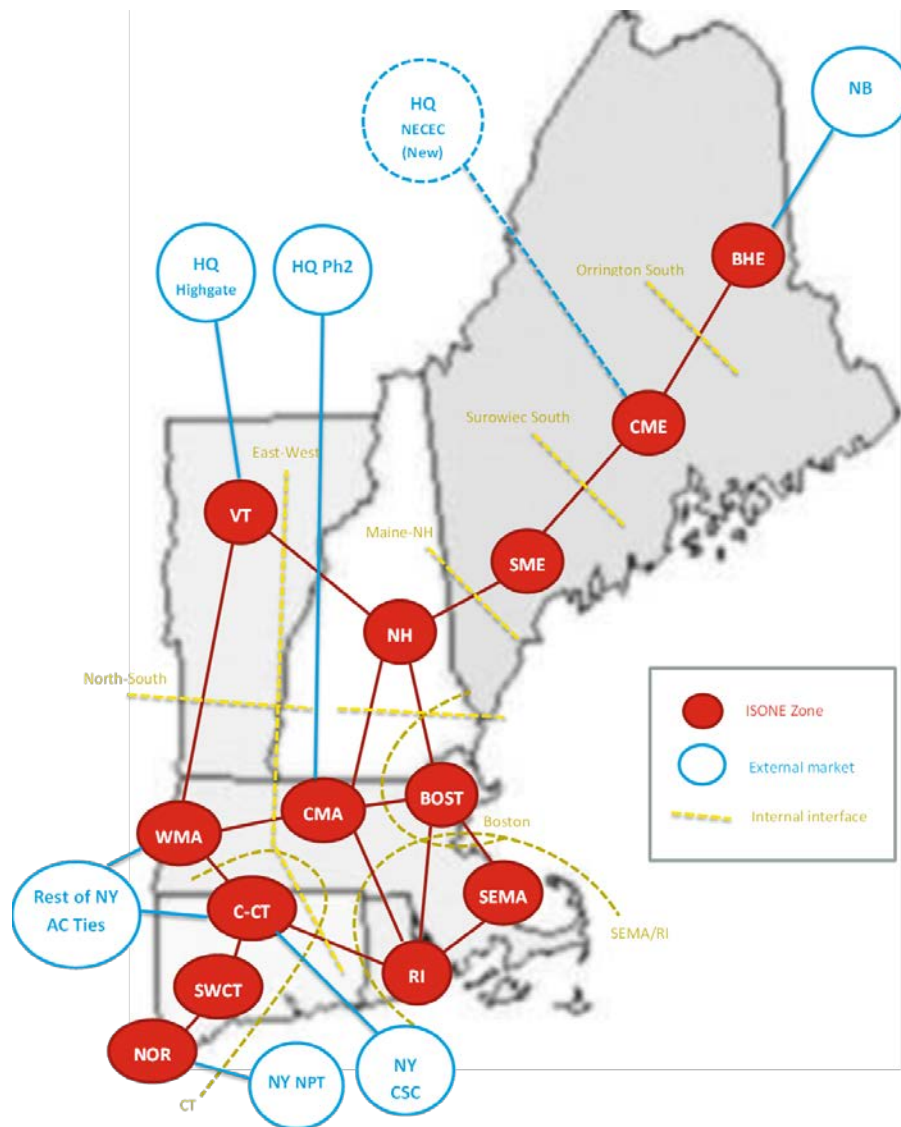 HQ
NECEC
(New)
NB
HQ
Highgate
HQ Ph2
BHE
Orrington South
CME
Surowiec South
East-West
VT
Maine-NH
SME
NH
North-South
ISONE Zone
External market
Internal interface
CMA
BOST
WMA
Boston
Rest of NY
AC Ties
C-CT
SEMA
SEMA/RI
RI
SWCT
NOR
NY NPT
NY
CSC
CT